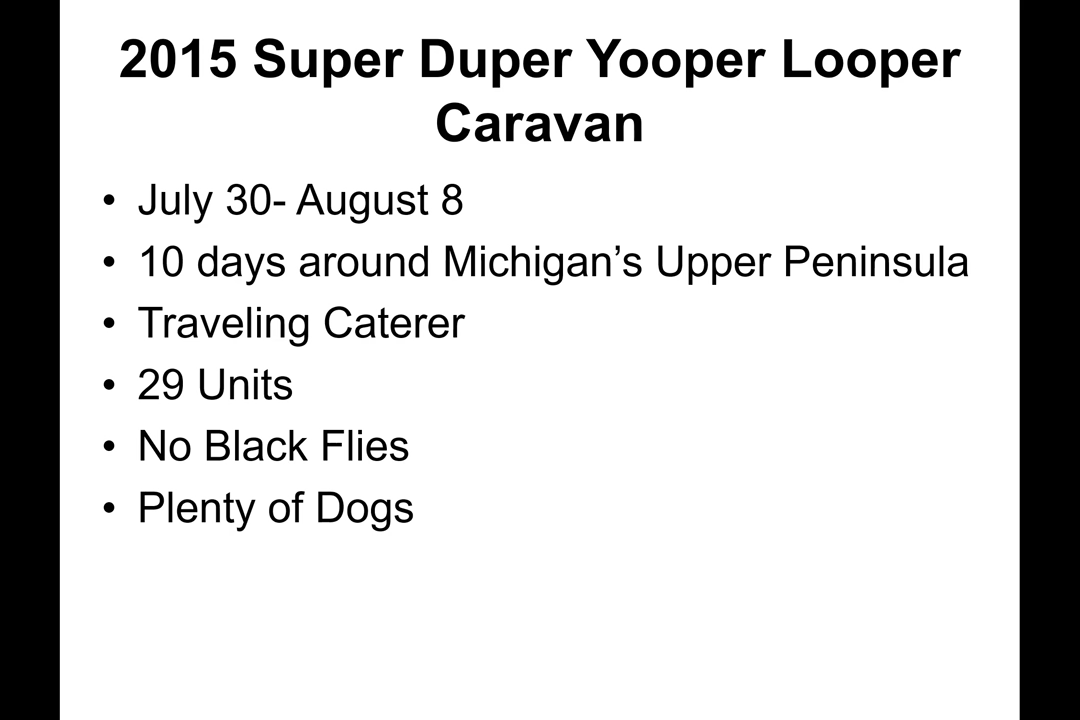 2015 Super Duper Yooper Looper
Caravan
• July 30- August 8
• 10 days around Michigan’s Upper Peninsula
• Traveling Caterer
• 29 Units
• No Black Flies
• Plenty of Dogs